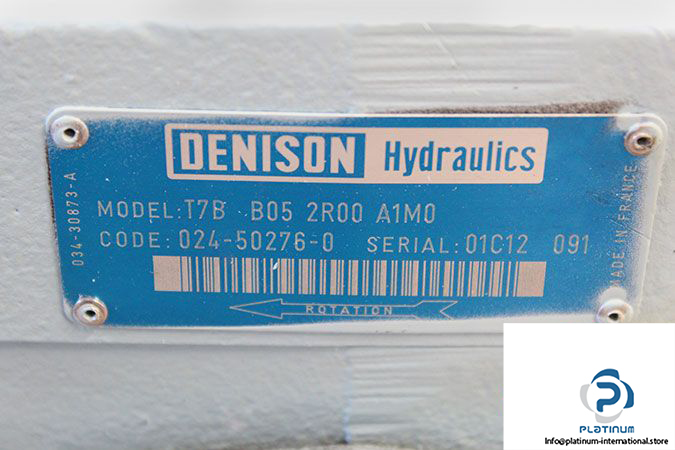 DENISON Hydraulics
034-30873-A
MODEL:T7B B05 2R00 A1M0
CODE: 024-50276-0 SERIAL: 01C12 091
MADE IN FRANCE
ROTATION
PLATINUM
Info@platinum-international.store